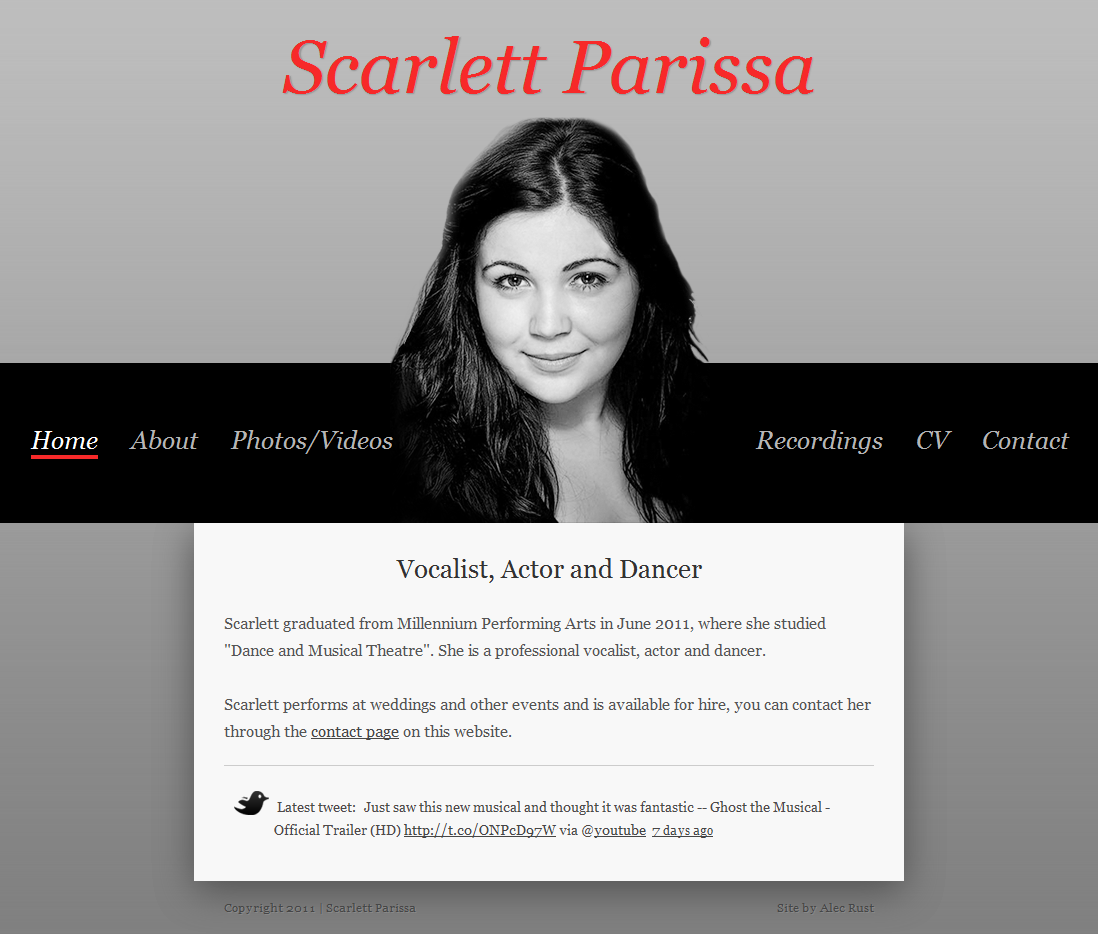 Scarlett Parissa
Home About Photos/Videos Recordings CV Contact
Vocalist, Actor and Dancer
Scarlett graduated from Millennium Performing Arts in June 2011, where she studied
"Dance and Musical Theatre". She is a professional vocalist, actor and dancer.
Scarlett performs at weddings and other events and is available for hire, you can contact her
through the contact page on this website.
Latest tweet: Just saw this new musical and thought it was fantastic -- Ghost the Musical -
Official Trailer (HD) http://t.co/ONPcD97W via @youtube 7 days ago
Copyright 2011 | Scarlett Parissa Site by Alec Rust